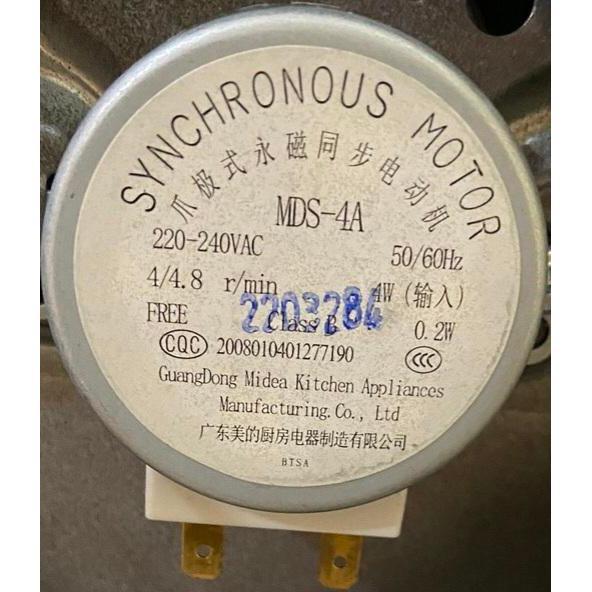 SYNCHRONOUS MOTOR
爪极式永磁同步电动机
MDS-4A
220-240VAC 50/60Hz
4/4.8 r/min 4W (输入)
2203284
FREE Class B 0.2W
CQC 2008010401277190 CCC
GuangDong Midea Kitchen Appliances
Manufacturing.Co., Ltd
广东美的厨房电器制造有限公司
BTSA